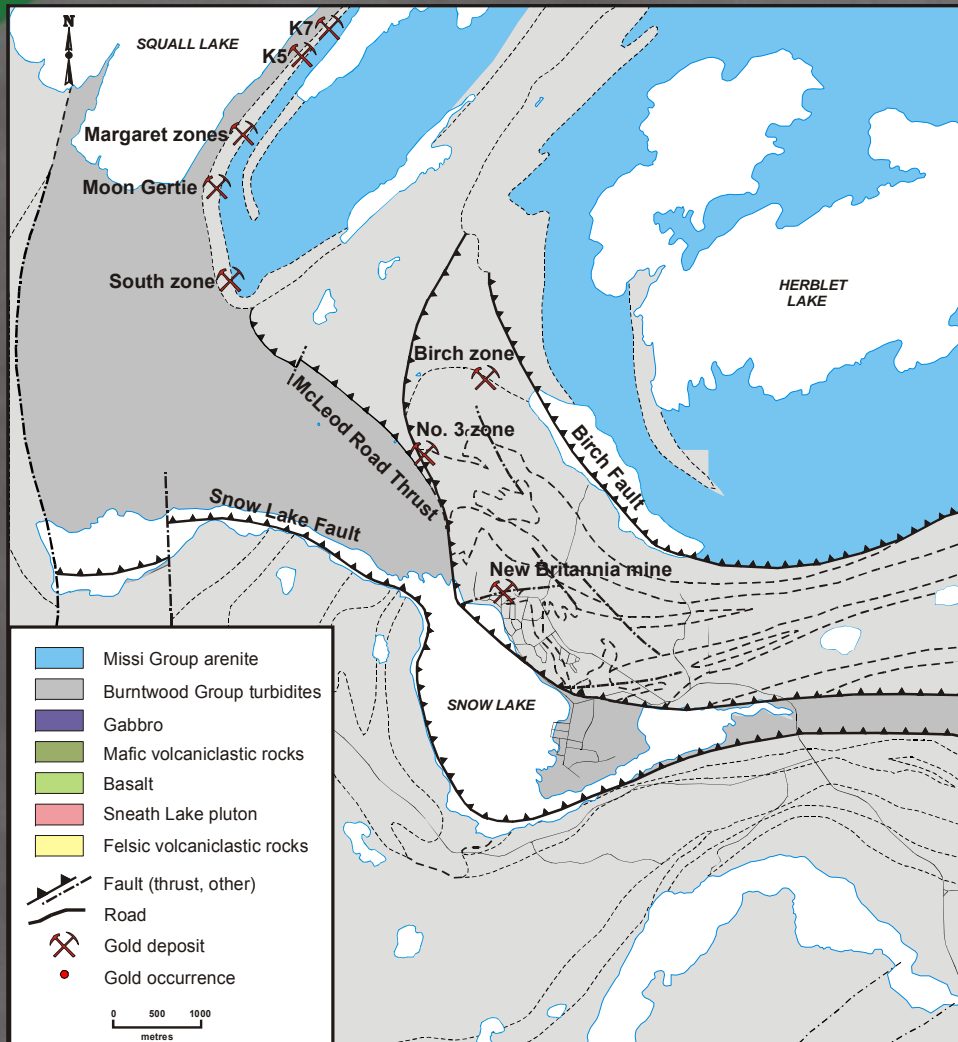 N
SQUALL LAKE
K7
K5
Margaret zones
Moon Gertie
South zone
HERBLET
LAKE
Birch zone
McLeod Road Thrust
No. 3 zone
Birch Fault
Snow Lake Fault
New Britannia mine
SNOW LAKE
Missi Group arenite
Burntwood Group turbidites
Gabbro
Mafic volcaniclastic rocks
Basalt
Sneath Lake pluton
Felsic volcaniclastic rocks
Fault (thrust, other)
Road
Gold deposit
Gold occurrence
0 500 1000
metres